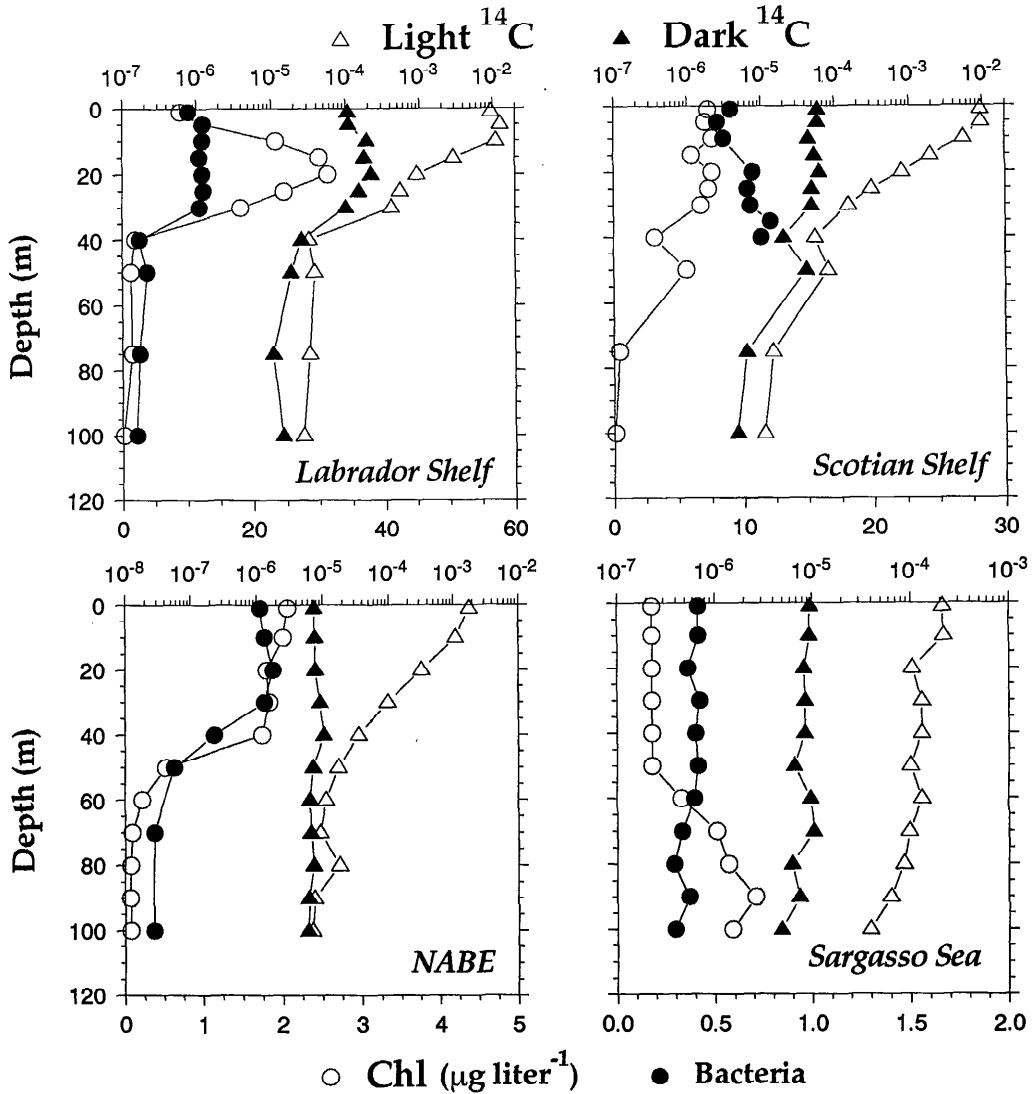 △ Light ¹⁴C ▲ Dark ¹⁴C
10⁻⁷ 10⁻⁶ 10⁻⁵ 10⁻⁴ 10⁻³ 10⁻² 10⁻⁷ 10⁻⁶ 10⁻⁵ 10⁻⁴ 10⁻³ 10⁻²
0
20
40
60
80
100
120
Depth (m)
Labrador Shelf
Scotian Shelf
0 20 40 60 0 10 20 30
10⁻⁸ 10⁻⁷ 10⁻⁶ 10⁻⁵ 10⁻⁴ 10⁻³ 10⁻² 10⁻⁷ 10⁻⁶ 10⁻⁵ 10⁻⁴ 10⁻³
0
20
40
60
80
100
120
Depth (m)
NABE
Sargasso Sea
0 1 2 3 4 5 0.0 0.5 1.0 1.5 2.0
○ Chl (μg liter⁻¹) ● Bacteria